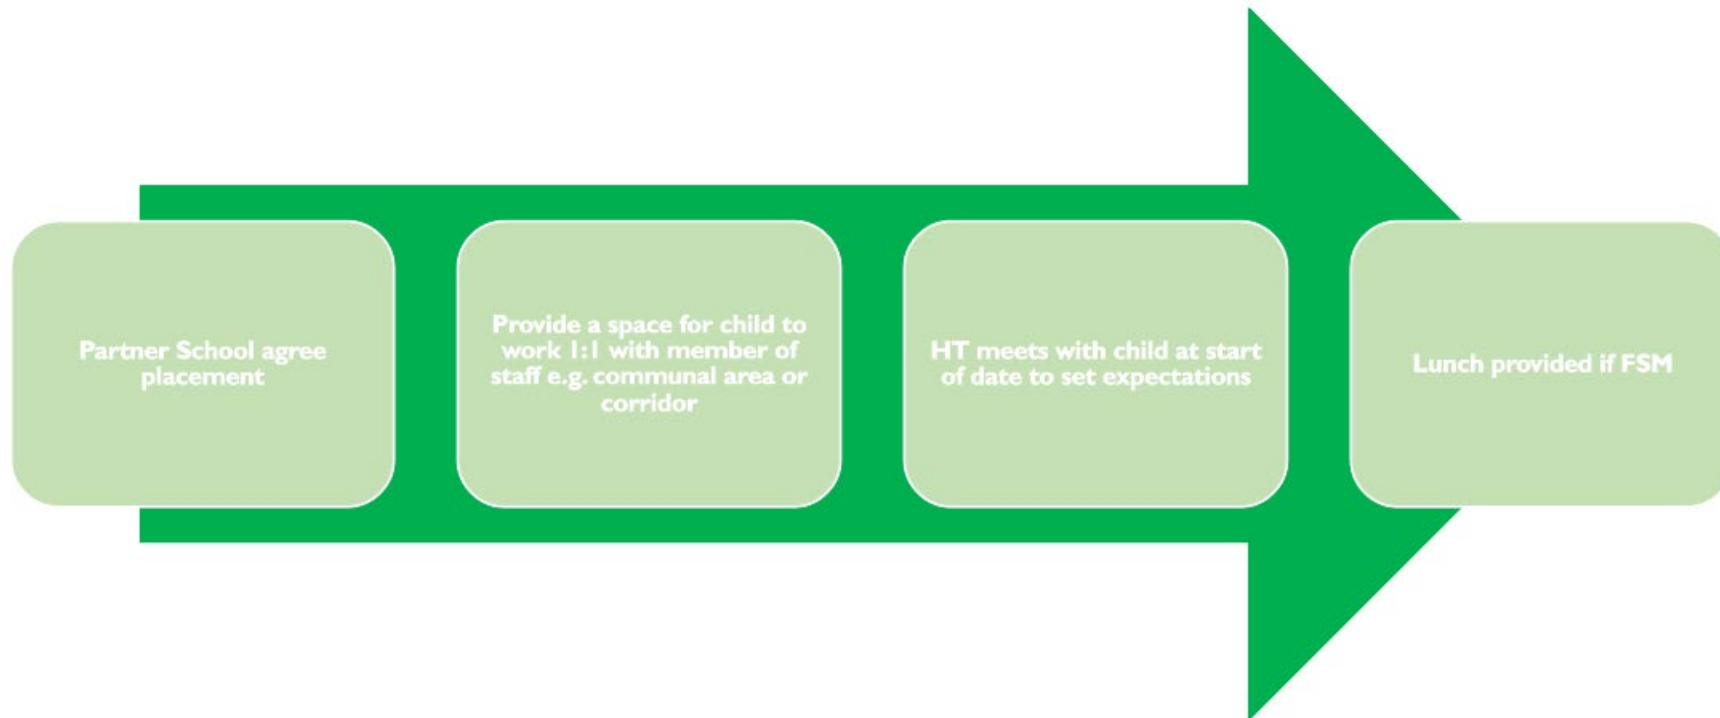 Partner School agree
placement
Provide a space for child to
work 1:1 with member of
staff e.g. communal area or
corridor
HT meets with child at start
of date to set expectations
Lunch provided if FSM